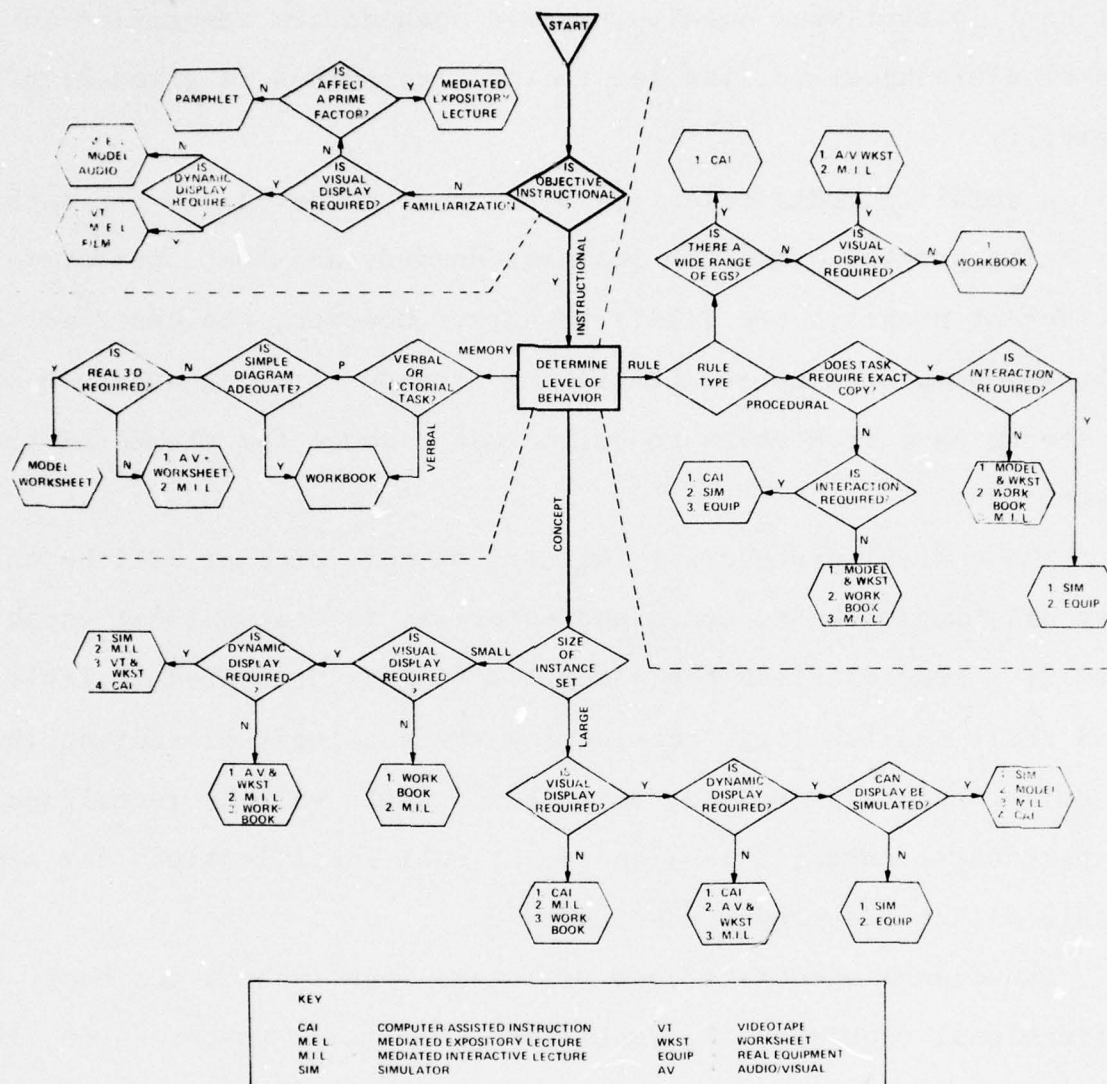 START
IS
AFFECT
A PRIME
FACTOR?
N
Y
PAMPHLET
MEDIATED
EXPOSITORY
LECTURE
N
M.E.L
MODEL
AUDIO
N
IS
DYNAMIC
DISPLAY
REQUIRE
?
Y
IS
VISUAL
DISPLAY
REQUIRED?
N
FAMILIARIZATION
IS
OBJECTIVE
INSTRUCTIONAL
?
VT
M.E.L
FILM
Y
Y
INSTRUCTIONAL
1. CAI
1. A/V WKST
2. M.I.L
Y
Y
IS
THERE A
WIDE RANGE
OF EGS?
N
IS
VISUAL
DISPLAY
REQUIRED?
N
1
WORKBOOK
Y
IS
REAL 3 D
REQUIRED?
N
IS
SIMPLE
DIAGRAM
ADEQUATE?
P
VERBAL
OR
PICTORIAL
TASK?
MEMORY
DETERMINE
LEVEL OF
BEHAVIOR
RULE
RULE
TYPE
PROCEDURAL
DOES TASK
REQUIRE EXACT
COPY?
Y
IS
INTERACTION
REQUIRED?
Y
MODEL
WORKSHEET
N
1. A V -
WORKSHEET
2. M.I.L
Y
WORKBOOK
VERBAL
N
N
1. CAI
2. SIM
3. EQUIP
Y
IS
INTERACTION
REQUIRED?
1. MODEL
& WKST
2. WORK
BOOK
3. M.I.L
CONCEPT
N
1. MODEL
& WKST
2. WORK
BOOK
3. M.I.L.
1. SIM
2. EQUIP
1 SIM
2. M.I.L
3 VT &
WKST
4. CAI
Y
IS
DYNAMIC
DISPLAY
REQUIRED
?
Y
IS
VISUAL
DISPLAY
REQUIRED
?
SMALL
SIZE
OF
INSTANCE
SET
N
N
LARGE
1 A V &
WKST
2. M.I.L.
WORK-
BOOK
1. WORK
BOOK
2. M.I.L
IS
VISUAL
DISPLAY
REQUIRED?
Y
IS
DYNAMIC
DISPLAY
REQUIRED?
Y
CAN
DISPLAY BE
SIMULATED?
Y
SIM
2. MODEL
3 M.I.L
CAI
N
N
N
1. CAI
2. M.I.L
3. WORK
BOOK
1. CAI
2. A V &
WKST
3. M.I.L
1 SIM
2 EQUIP
KEY
CAI COMPUTER ASSISTED INSTRUCTION VT VIDEOTAPE
M.E.L. MEDIATED EXPOSITORY LECTURE WKST WORKSHEET
M.I.L MEDIATED INTERACTIVE LECTURE EQUIP REAL EQUIPMENT
SIM SIMULATOR AV AUDIO/VISUAL